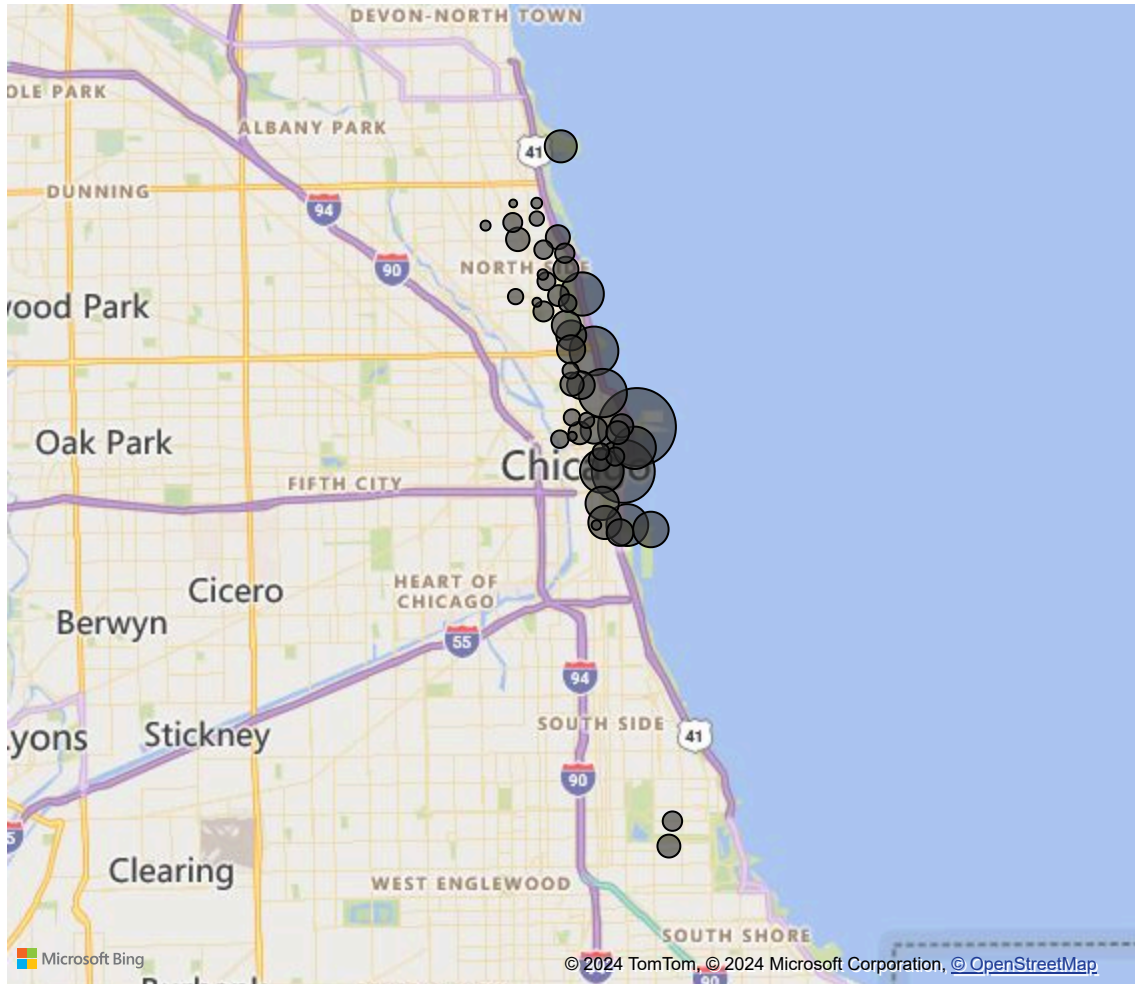 DEVON-NORTH TOWN
OLE PARK
ALBANY PARK
41
DUNNING
94
NORTH SIDE
90
wood Park
Oak Park
Chicago
FIFTH CITY
HEART OF
CHICAGO
Cicero
Berwyn
55
94
SOUTH SIDE
Lyons
Stickney
41
90
Clearing
WEST ENGLEWOOD
SOUTH SHORE
Microsoft Bing
© 2024 TomTom, © 2024 Microsoft Corporation, © OpenStreetMap
90